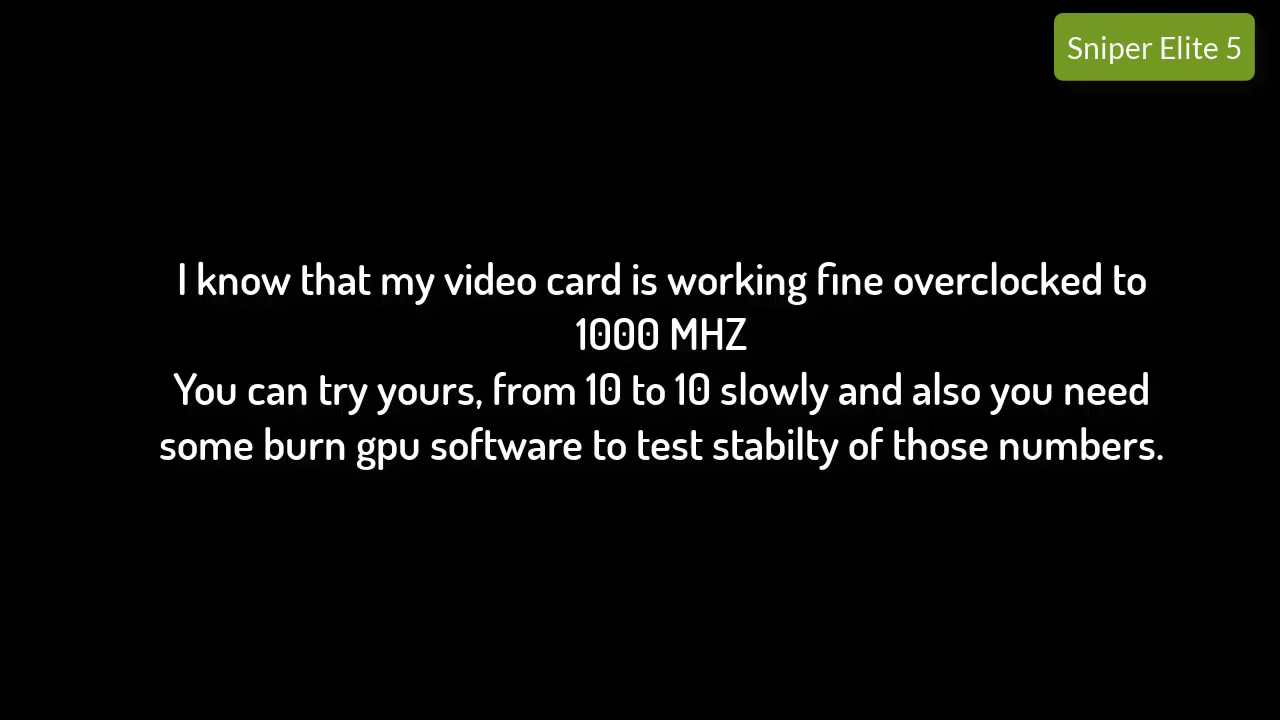 Sniper Elite 5
I know that my video card is working fine overclocked to
1000 MHZ
You can try yours, from 10 to 10 slowly and also you need
some burn gpu software to test stabilty of those numbers.